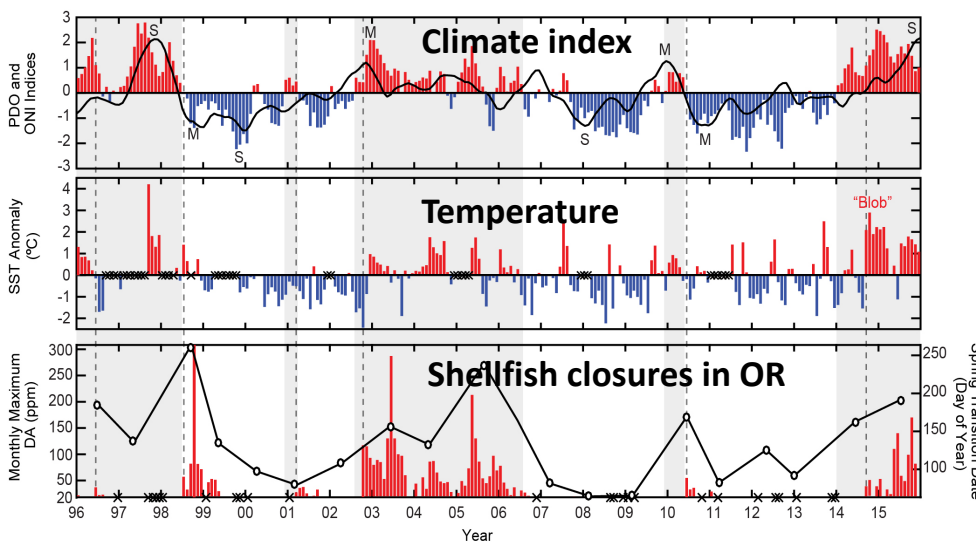 Climate index
PDO and
ONI Indices
3
2
1
0
-1
-2
3
S
M
S
M
S
M
M
S
Temperature
SST Anomaly
(ºC)
4
3
2
1
0
-1
-2
"Blob"
Shellfish closures in OR
Monthly Maximum
DA (ppm)
300
250
200
150
100
50
20
250
200
150
100
Spring Transition Date
(Day of Year)
96 97 98 99 00 01 02 03 04 05 06 07 08 09 10 11 12 13 14 15
Year